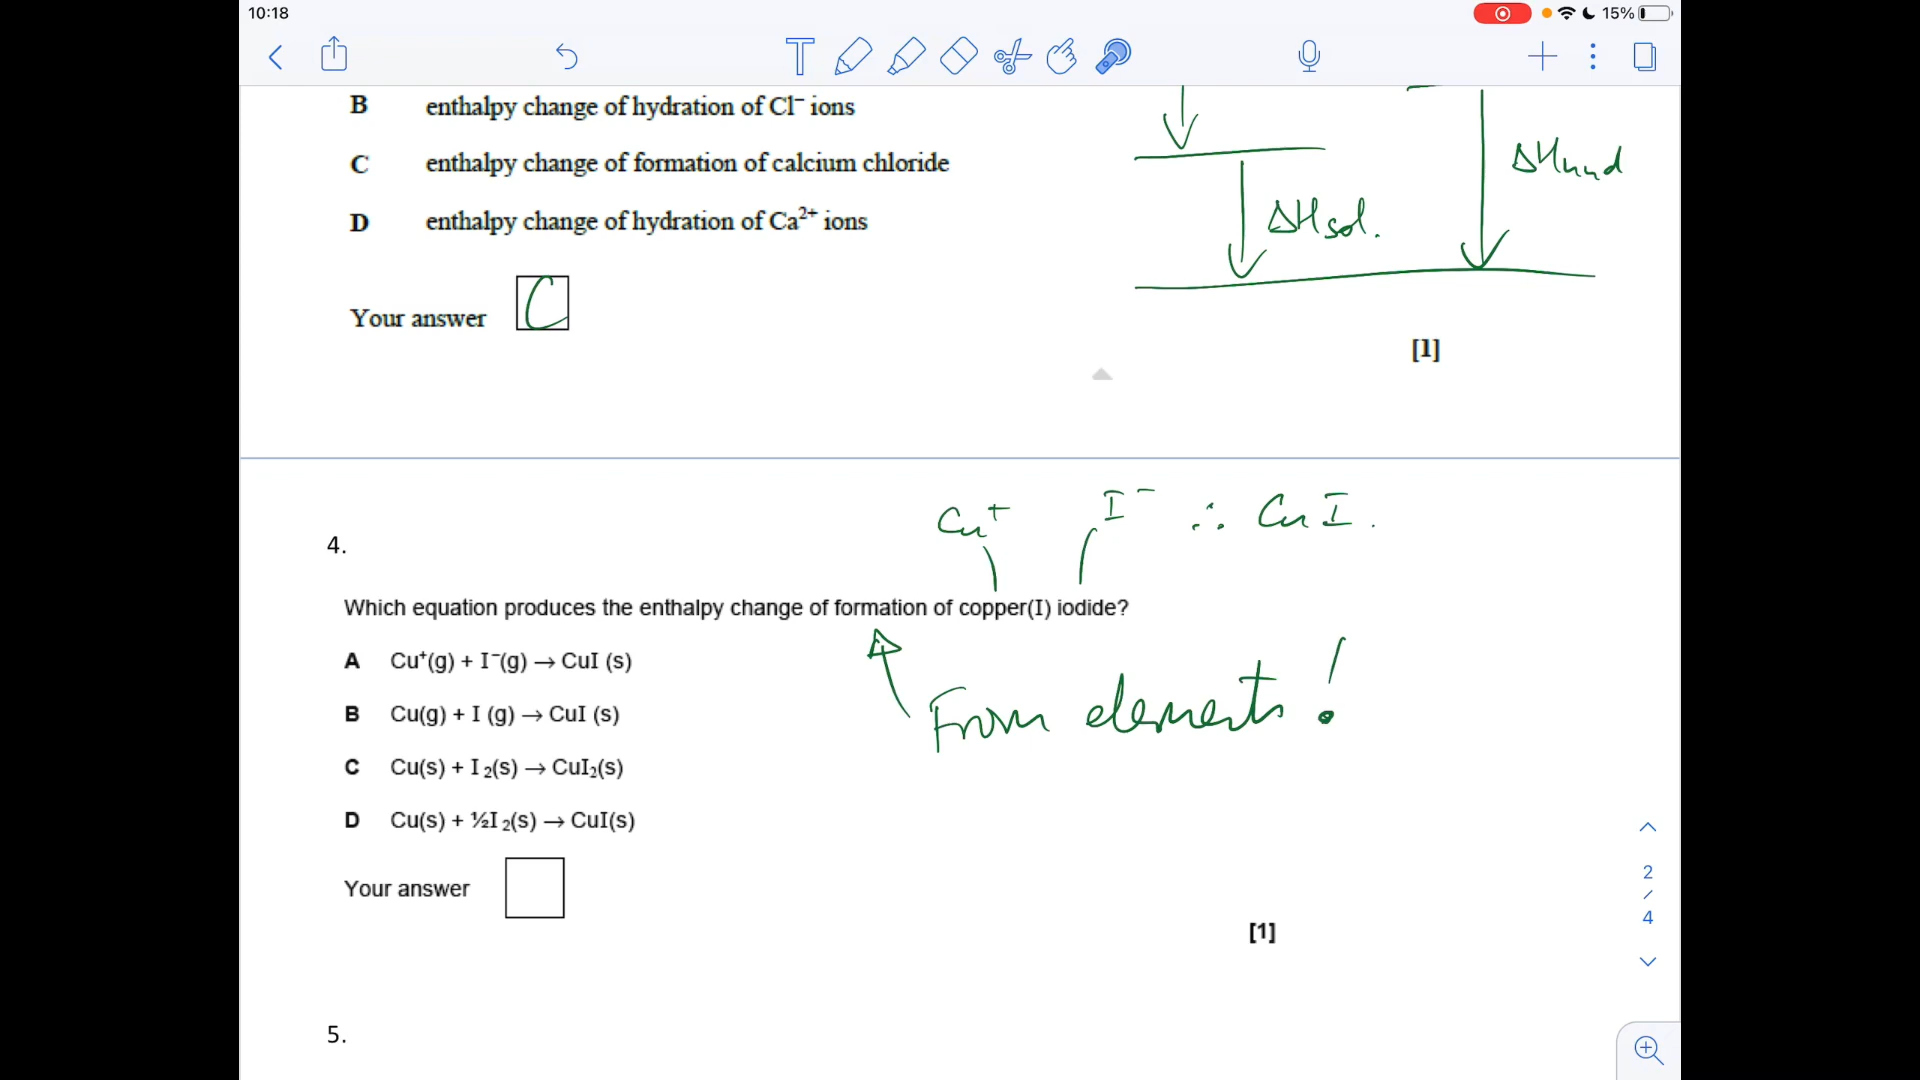 10:18
15%
B enthalpy change of hydration of Cl⁻ ions
C enthalpy change of formation of calcium chloride
ΔHhyd
D enthalpy change of hydration of Ca²⁺ ions
ΔHsol.
Your answer C
[1]
Cu⁺ I⁻ ∴ CuI.
4.
Which equation produces the enthalpy change of formation of copper(I) iodide?
A Cu⁺(g) + I⁻(g) → CuI (s)
From elements!
B Cu(g) + I (g) → CuI (s)
C Cu(s) + I₂(s) → CuI₂(s)
D Cu(s) + ½I₂(s) → CuI(s)
Your answer
[1]
2
/
4
5.